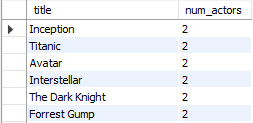 title num_actors
Inception 2
Titanic 2
Avatar 2
Interstellar 2
The Dark Knight 2
Forrest Gump 2